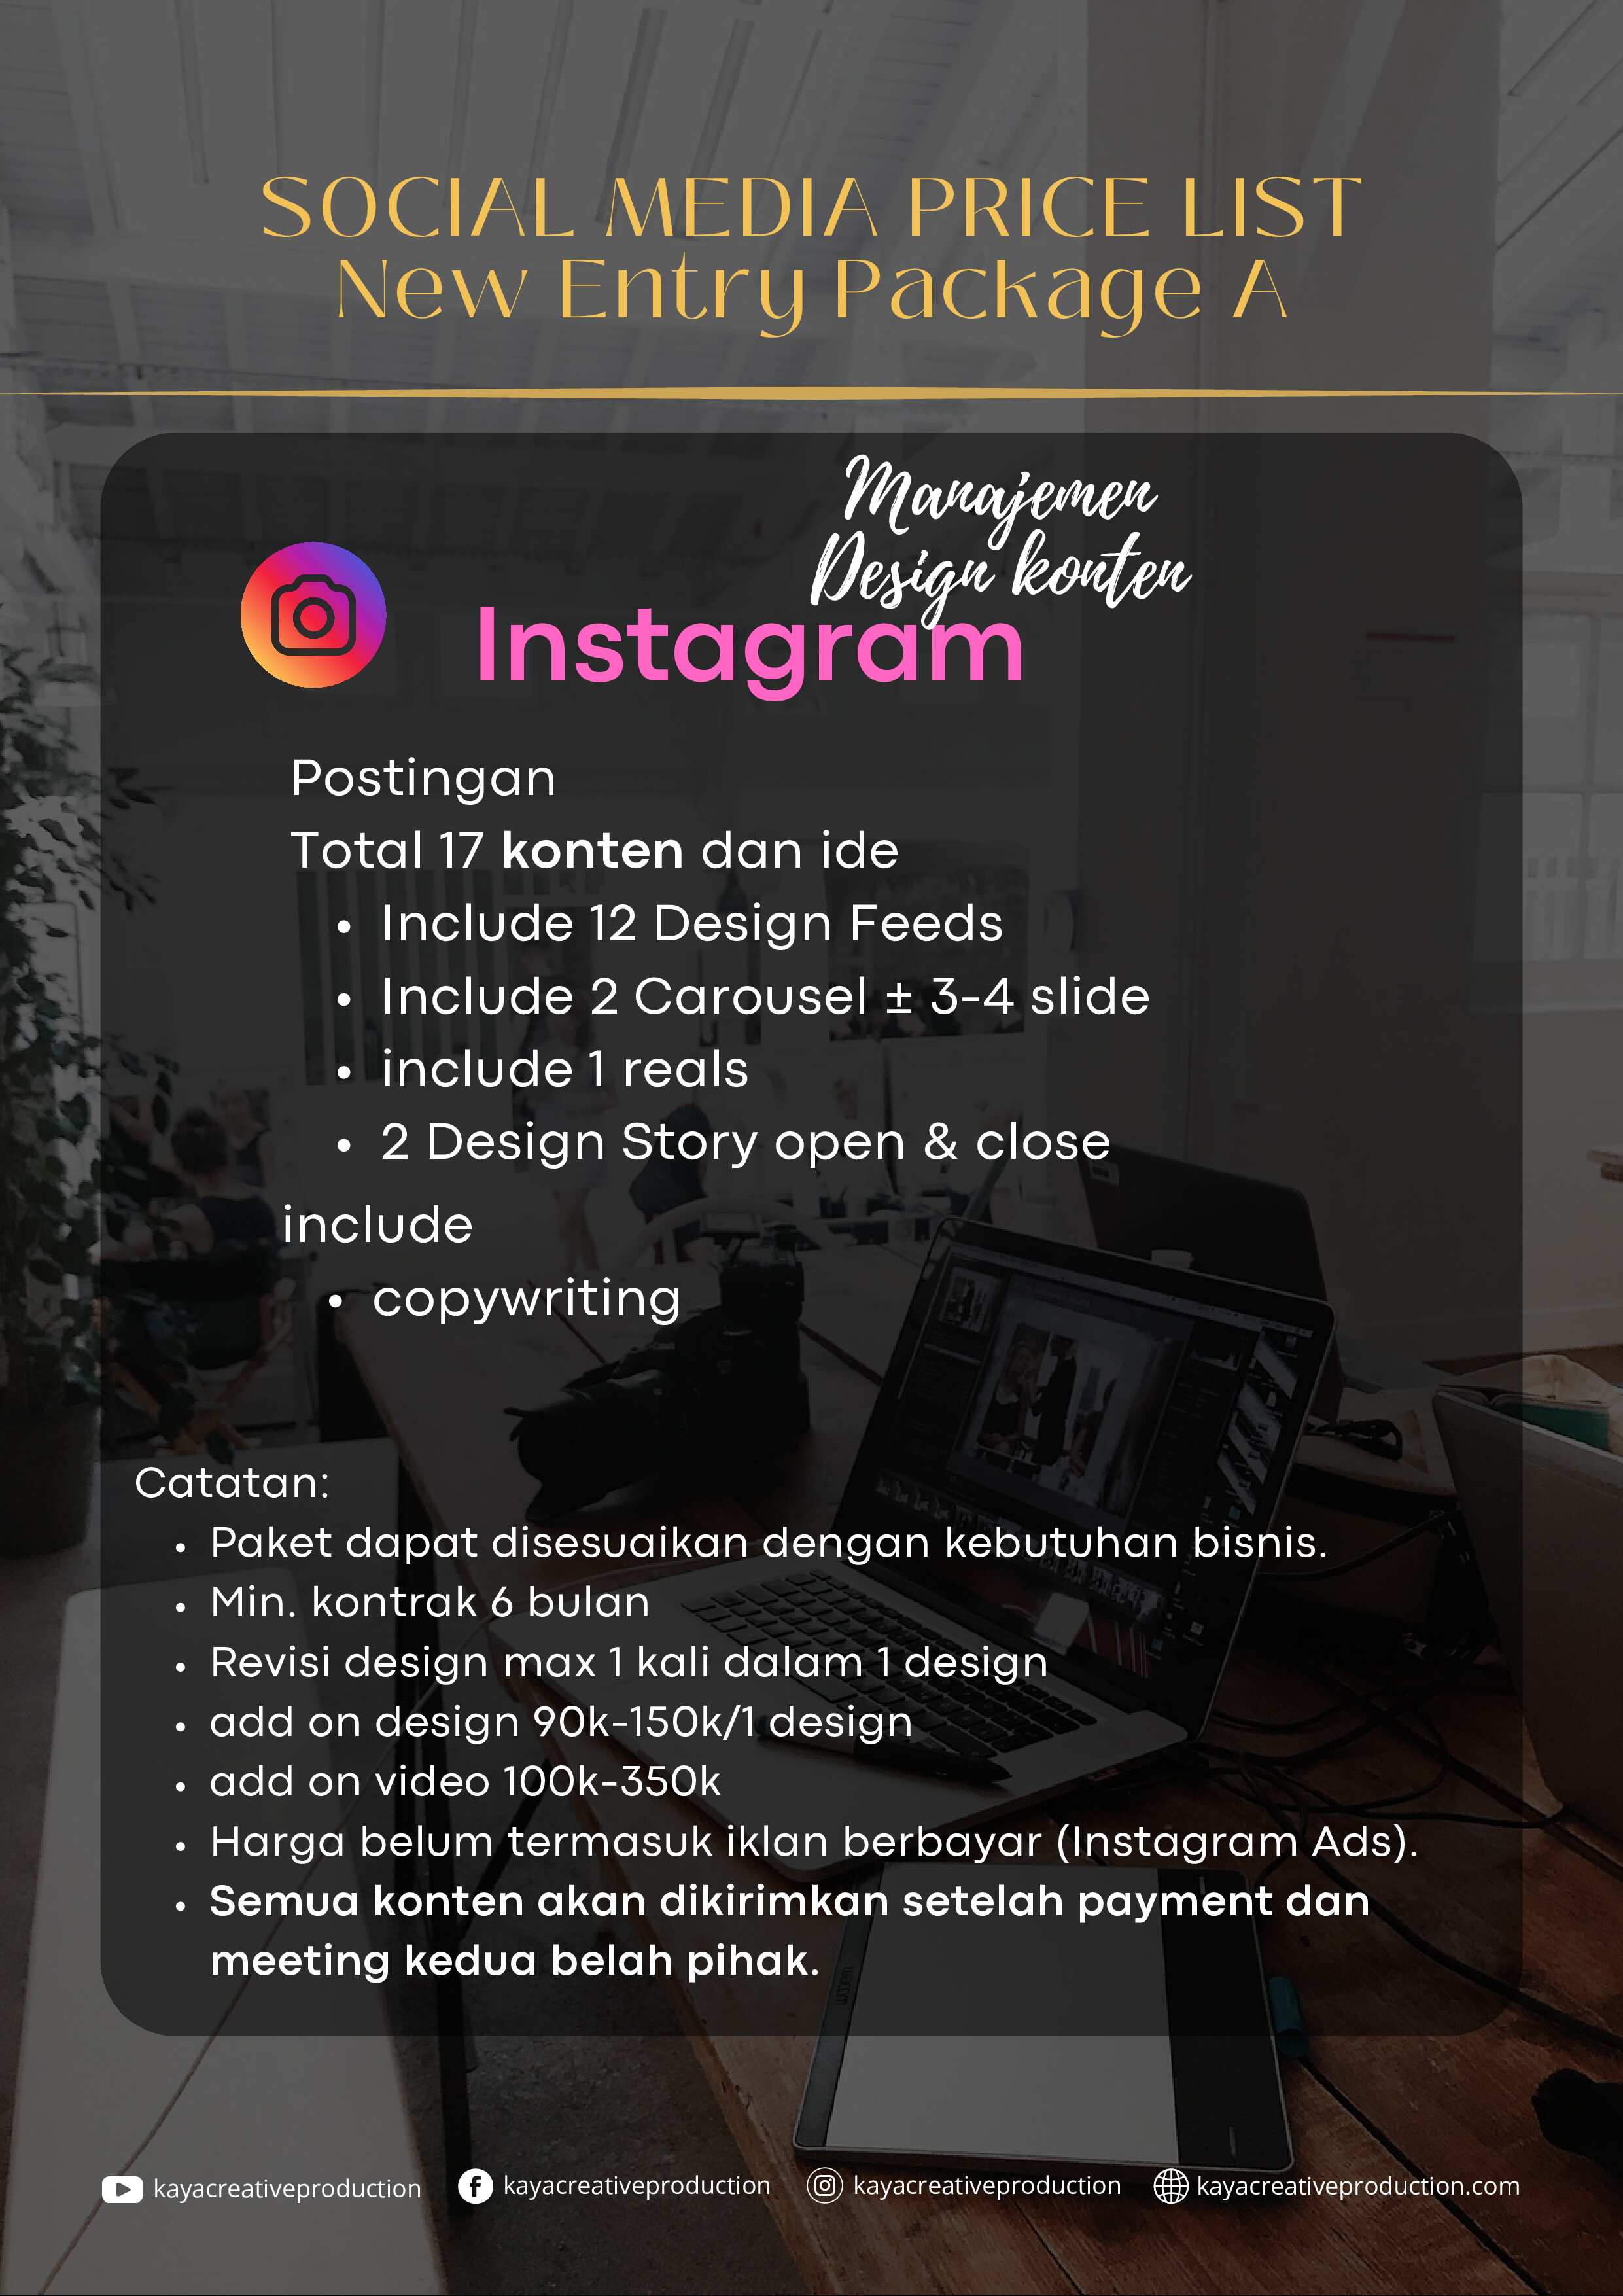 SOCIAL MEDIA PRICE LIST
New Entry Package A
Manajemen
Design konten
Instagram
Postingan
Total 17 konten dan ide
• Include 12 Design Feeds
• Include 2 Carousel ± 3-4 slide
• include 1 reals
• 2 Design Story open & close
include
• copywriting
Catatan:
• Paket dapat disesuaikan dengan kebutuhan bisnis.
• Min. kontrak 6 bulan
• Revisi design max 1 kali dalam 1 design
• add on design 90k-150k/1 design
• add on video 100k-350k
• Harga belum termasuk iklan berbayar (Instagram Ads).
• Semua konten akan dikirimkan setelah payment dan
meeting kedua belah pihak.
wacom
kayacreativeproduction kayacreativeproduction kayacreativeproduction kayacreativeproduction.com